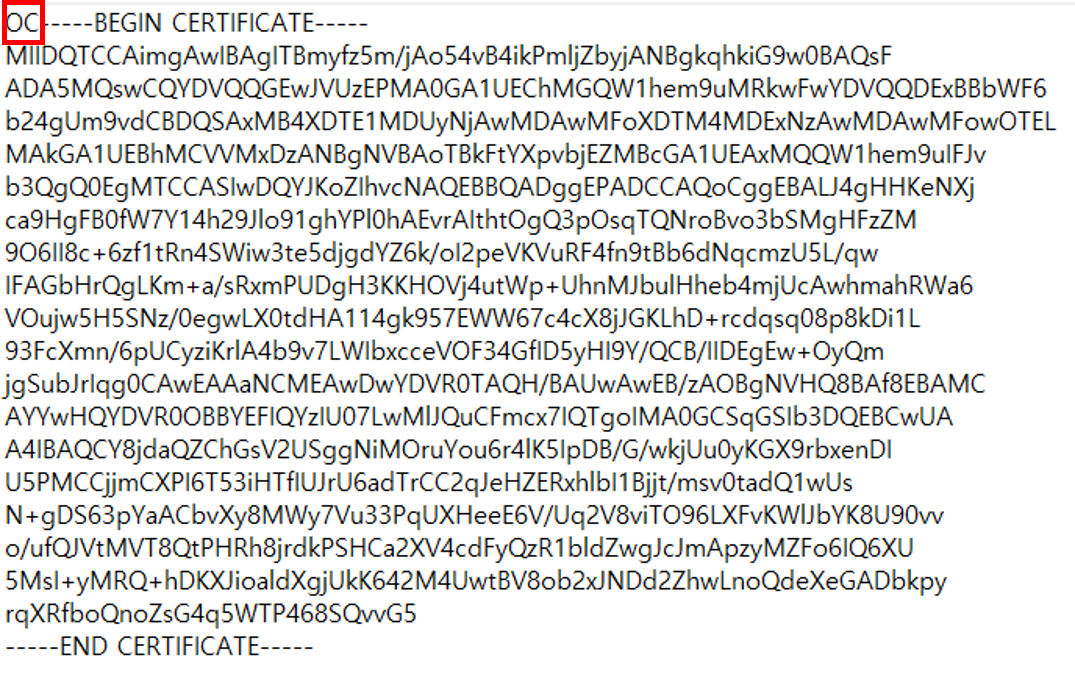 OC-----BEGIN CERTIFICATE-----
MIIDQTCCAimgAwIBAgITBmyfz5m/jAo54vB4ikPmljZbyjANBgkqhkiG9w0BAQsF
ADA5MQswCQYDVQQGEwJVUzEPMA0GA1UEChMGQW1hem9uMRkwFwYDVQQDExBBbWF6
b24gUm9vdCBDQSAxMB4XDTE1MDUyNjAwMDAwMFoXDTM4MDExNzAwMDAwMFowOTEL
MAkGA1UEBhMCVVMxDzANBgNVBAoTBkFtYXpvbjEZMBcGA1UEAxMQQW1hem9uIFJv
b3QgQ0EgMTCCASIwDQYJKoZIhvcNAQEBBQADggEPADCCAQoCggEBALJ4gHHKeNXj
ca9HgFB0fW7Y14h29Jlo91ghYPl0hAEvrAIthtOgQ3pOsqTQNroBvo3bSMgHFzZM
9O6II8c+6zf1tRn4SWiw3te5djgdYZ6k/oI2peVKVuRF4fn9tBb6dNqcmzU5L/qw
IFAGbHrQgLKm+a/sRxmPUDgH3KKHOVj4utWp+UhnMJbulHheb4mjUcAwhmahRWa6
VOujw5H5SNz/0egwLX0tdHA114gk957EWW67c4cX8jJGKLhD+rcdqsq08p8kDi1L
93FcXmn/6pUCyziKrlA4b9v7LWIbxcceVOF34GfID5yHI9Y/QCB/IIDEgEw+OyQm
jgSubJrIqg0CAwEAAaNCMEAwDwYDVR0TAQH/BAUwAwEB/zAOBgNVHQ8BAf8EBAMC
AYYwHQYDVR0OBBYEFIQYzIU07LwMlJQuCFmcx7IQTgoIMA0GCSqGSIb3DQEBCwUA
A4IBAQCY8jdaQZChGsV2USggNiMOruYou6r4lK5IpDB/G/wkjUu0yKGX9rbxenDI
U5PMCCjjmCXPI6T53iHTfIUJrU6adTrCC2qJeHZERxhlbI1Bjjt/msv0tadQ1wUs
N+gDS63pYaACbvXy8MWy7Vu33PqUXHeeE6V/Uq2V8viTO96LXFvKWlJbYK8U90vv
o/ufQJVtMVT8QtPHRh8jrdkPSHCa2XV4cdFyQzR1bldZwgJcJmApzyMZFo6IQ6XU
5MsI+yMRQ+hDKXJioaldXgjUkK642M4UwtBV8ob2xJNDd2ZhwLnoQdeXeGADbkpy
rqXRfboQnoZsG4q5WTP468SQvvG5
-----END CERTIFICATE-----